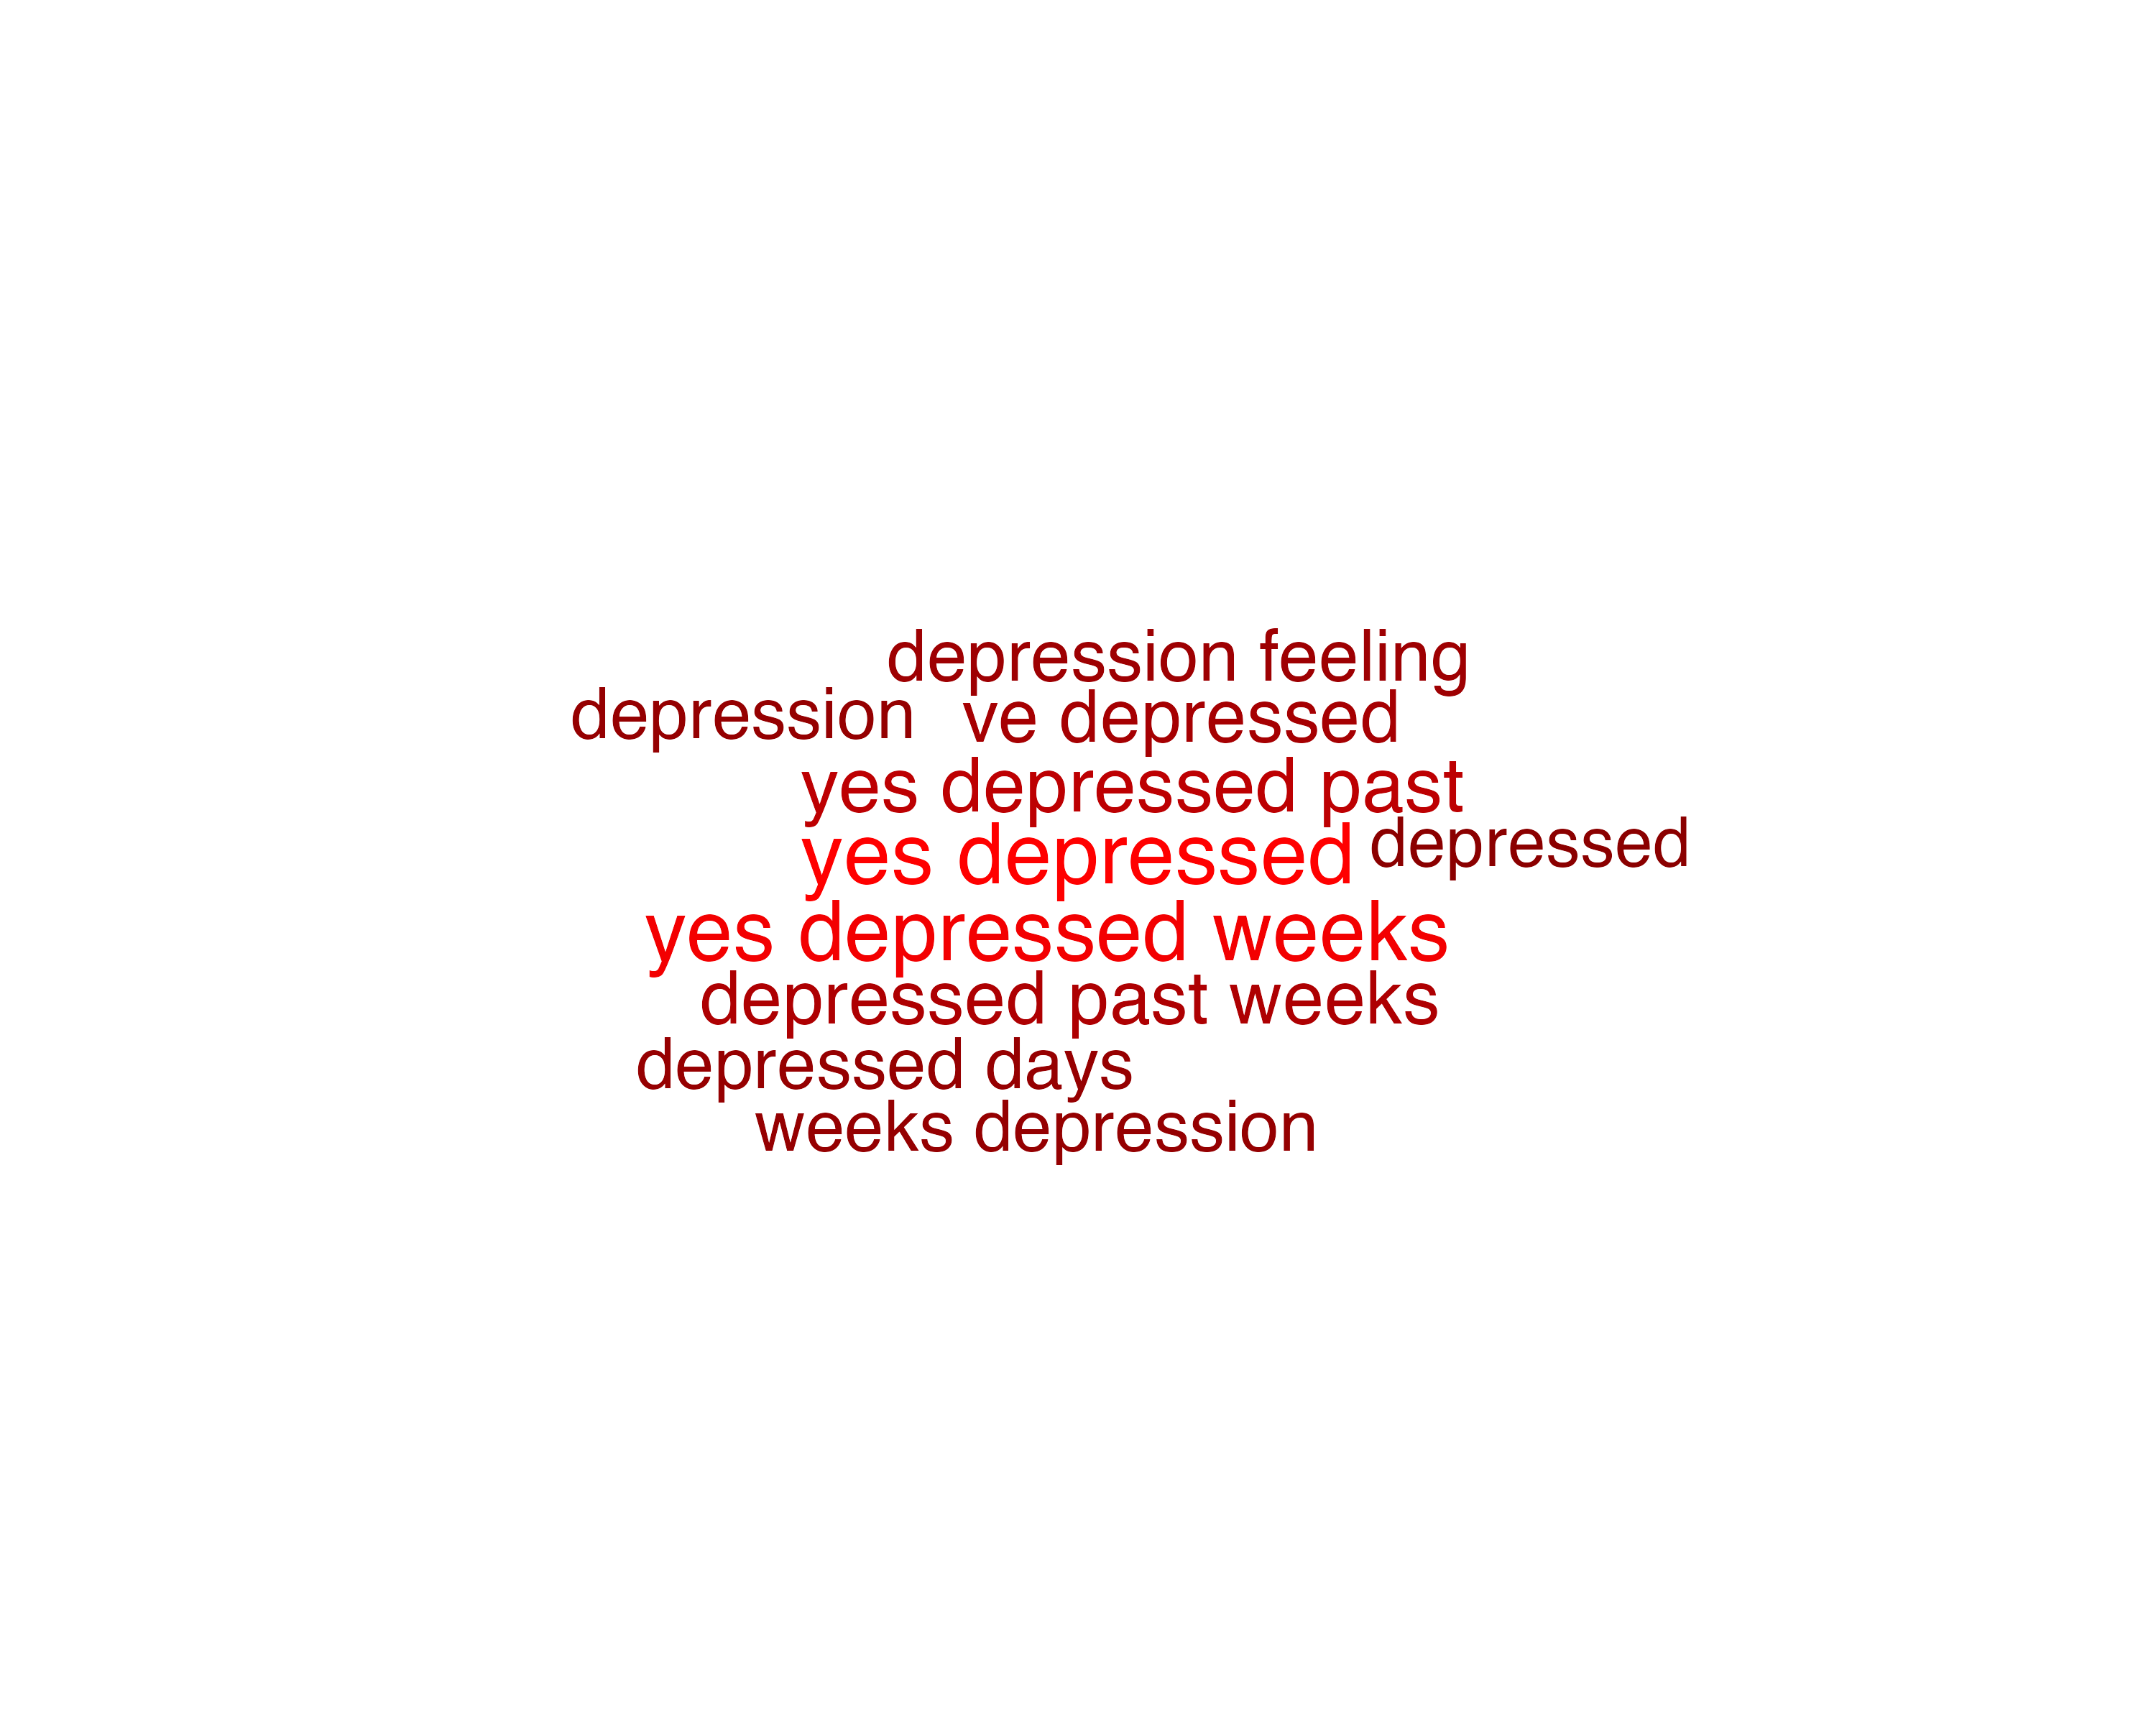 depression feeling
depression ve depressed
yes depressed past
yes depressed depressed
yes depressed weeks
depressed past weeks
depressed days
weeks depression